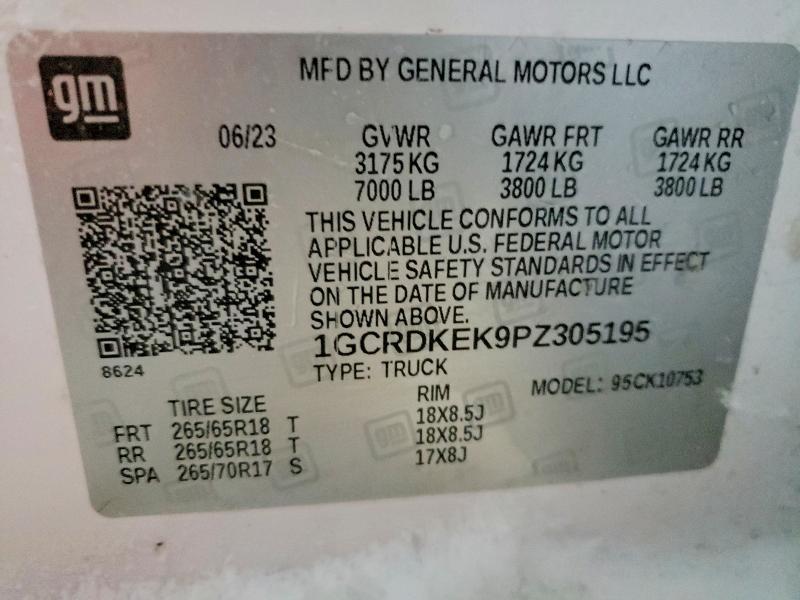 gm
MFD BY GENERAL MOTORS LLC
06/23 GVWR GAWR FRT GAWR RR
3175 KG 1724 KG 1724 KG
7000 LB 3800 LB 3800 LB
THIS VEHICLE CONFORMS TO ALL
APPLICABLE U.S. FEDERAL MOTOR
VEHICLE SAFETY STANDARDS IN EFFECT
ON THE DATE OF MANUFACTURE
SHOWN ABOVE.
1GCRDKEK9PZ305195
8624
TYPE: TRUCK
MODEL: 95CK10753
TIRE SIZE RIM
FRT 265/65R18 T 18X8.5J
RR 265/65R18 T 18X8.5J
SPA 265/70R17 S 17X8J